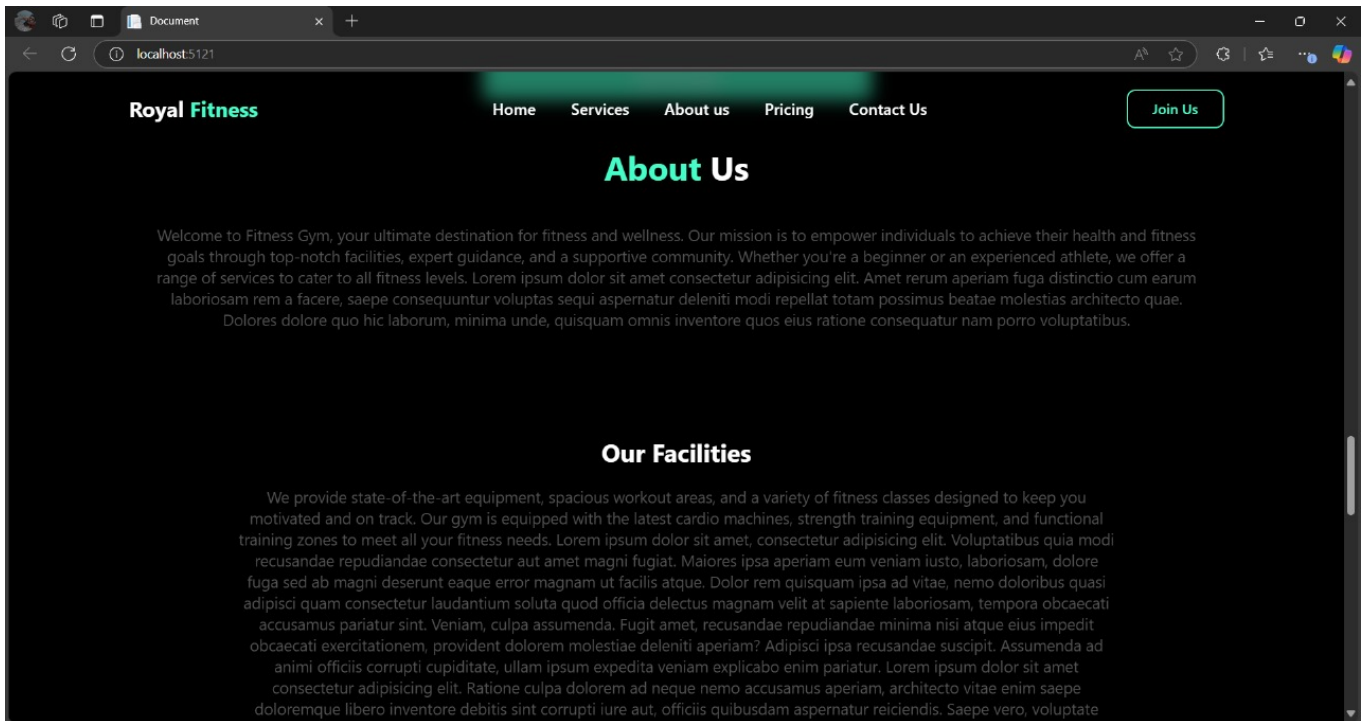 Document
localhost:5121
Royal Fitness
Home Services About us Pricing Contact Us
Join Us
About Us
Welcome to Fitness Gym, your ultimate destination for fitness and wellness. Our mission is to empower individuals to achieve their health and fitness
goals through top-notch facilities, expert guidance, and a supportive community. Whether you're a beginner or an experienced athlete, we offer a
range of services to cater to all fitness levels. Lorem ipsum dolor sit amet consectetur adipisicing elit. Amet rerum aperiam fuga distinctio cum earum
laboriosam rem a facere, saepe consequuntur voluptas sequi aspernatur deleniti modi repellat totam possimus beatae molestias architecto quae.
Dolores dolore quo hic laborum, minima unde, quisquam omnis inventore quos eius ratione consequatur nam porro voluptatibus.
Our Facilities
We provide state-of-the-art equipment, spacious workout areas, and a variety of fitness classes designed to keep you
motivated and on track. Our gym is equipped with the latest cardio machines, strength training equipment, and functional
training zones to meet all your fitness needs. Lorem ipsum dolor sit amet, consectetur adipisicing elit. Voluptatibus quia modi
recusandae repudiandae consectetur aut amet magni fugiat. Maiores ipsa aperiam eum veniam iusto, laboriosam, dolore
fuga sed ab magni deserunt eaque error magnam ut facilis atque. Dolor rem quisquam ipsa ad vitae, nemo doloribus quasi
adipisci quam consectetur laudantium soluta quod officia delectus magnam velit at sapiente laboriosam, tempora obcaecati
accusamus pariatur sint. Veniam, culpa assumenda. Fugit amet, recusandae repudiandae minima nisi atque eius impedit
obcaecati exercitationem, provident dolorem molestiae deleniti aperiam? Adipisci ipsa recusandae suscipit. Assumenda ad
animi officiis corrupti cupiditate, ullam ipsum expedita veniam explicabo enim pariatur. Lorem ipsum dolor sit amet
consectetur adipisicing elit. Ratione culpa dolorem ad neque nemo accusamus aperiam, architecto vitae enim saepe
doloremque libero inventore debitis sint corrupti iure aut, officiis quibusdam aspernatur reiciendis. Saepe vero, voluptate